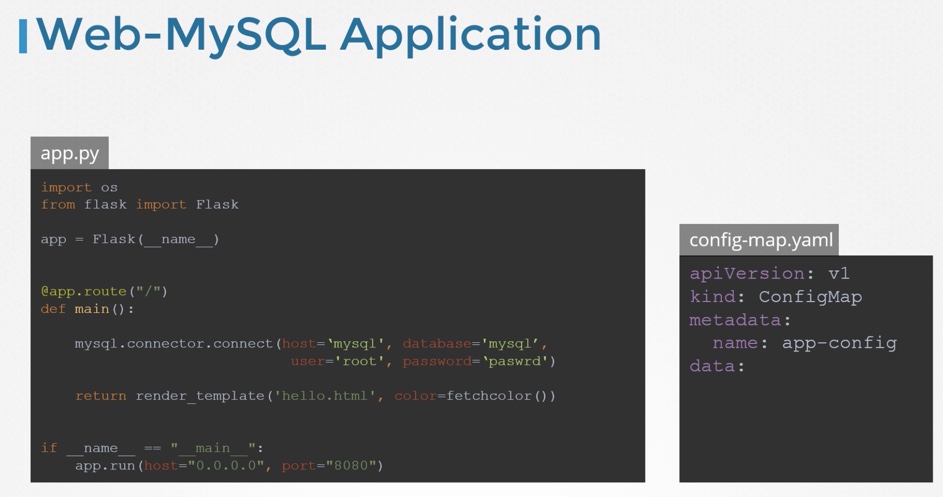 Web-MySQL Application
app.py
import os
from flask import Flask
app = Flask(__name__)
@app.route("/")
def main():
mysql.connector.connect(host=‘mysql', database='mysql’,
user='root', password=‘paswrd')
return render_template('hello.html', color=fetchcolor())
if __name__ == "__main__":
app.run(host="0.0.0.0", port="8080")
config-map.yaml
apiVersion: v1
kind: ConfigMap
metadata:
name: app-config
data: